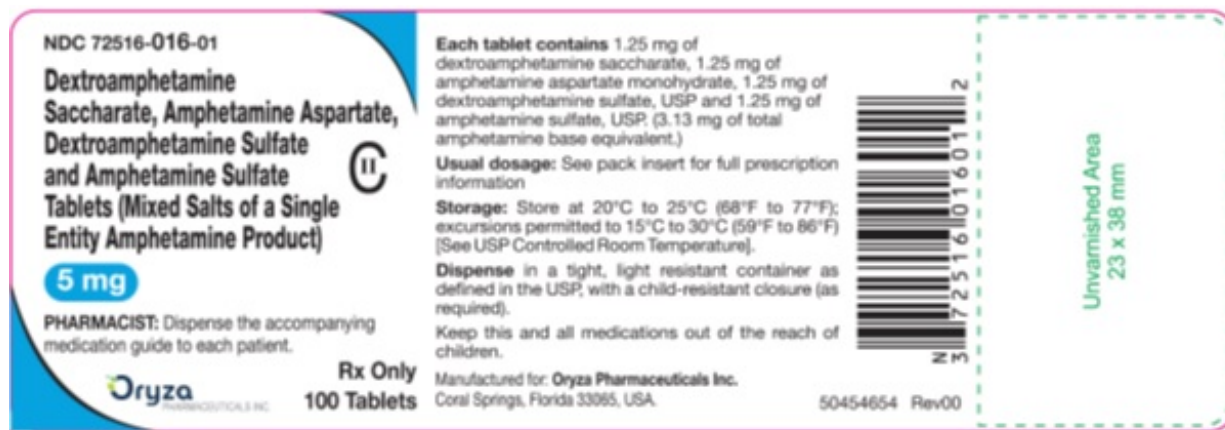 NDC 72516-016-01
Dextroamphetamine
Saccharate, Amphetamine Aspartate,
Dextroamphetamine Sulfate
and Amphetamine Sulfate
Tablets (Mixed Salts of a Single
Entity Amphetamine Product)
CII
5 mg
PHARMACIST: Dispense the accompanying
medication guide to each patient.
Oryza
PHARMACEUTICALS INC.
Rx Only
100 Tablets
Each tablet contains 1.25 mg of
dextroamphetamine saccharate, 1.25 mg of
amphetamine aspartate monohydrate, 1.25 mg of
dextroamphetamine sulfate, USP and 1.25 mg of
amphetamine sulfate, USP. (3.13 mg of total
amphetamine base equivalent.)
Usual dosage: See pack insert for full prescription
information
Storage: Store at 20°C to 25°C (68°F to 77°F);
excursions permitted to 15°C to 30°C (59°F to 86°F)
[See USP Controlled Room Temperature].
Dispense in a tight, light resistant container as
defined in the USP, with a child-resistant closure (as
required).
Keep this and all medications out of the reach of
children.
Manufactured for: Oryza Pharmaceuticals Inc.
Coral Springs, Florida 33065, USA.
N
3 72516 01601 2
50454654 Rev00
Unvarnished Area
23 x 38 mm